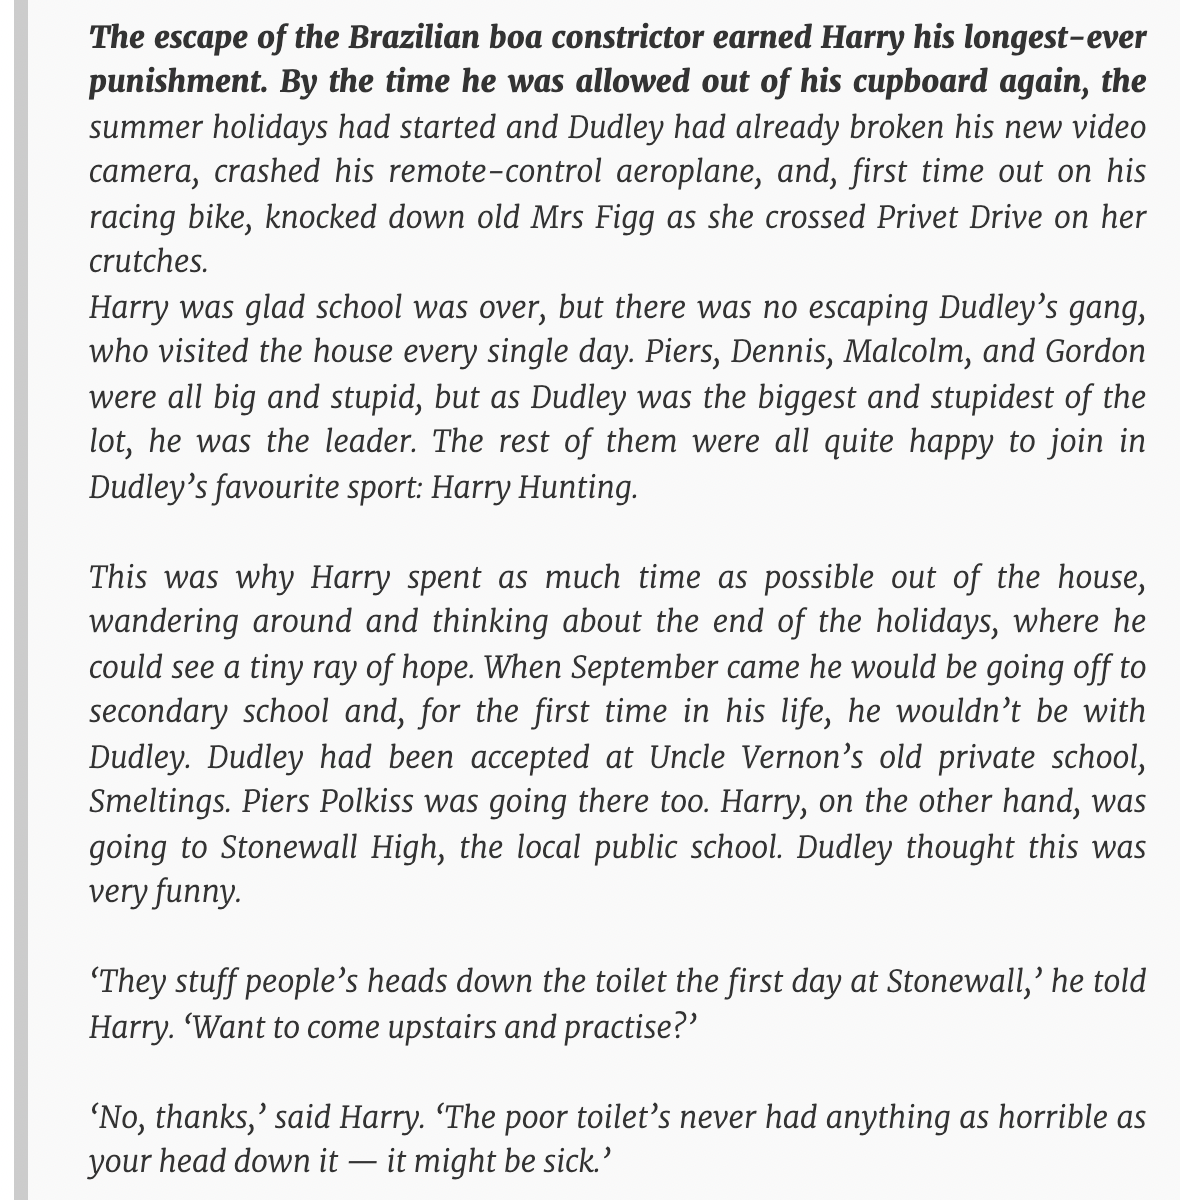 The escape of the Brazilian boa constrictor earned Harry his longest-ever
punishment. By the time he was allowed out of his cupboard again, the
summer holidays had started and Dudley had already broken his new video
camera, crashed his remote-control aeroplane, and, first time out on his
racing bike, knocked down old Mrs Figg as she crossed Privet Drive on her
crutches.
Harry was glad school was over, but there was no escaping Dudley’s gang,
who visited the house every single day. Piers, Dennis, Malcolm, and Gordon
were all big and stupid, but as Dudley was the biggest and stupidest of the
lot, he was the leader. The rest of them were all quite happy to join in
Dudley’s favourite sport: Harry Hunting.
This was why Harry spent as much time as possible out of the house,
wandering around and thinking about the end of the holidays, where he
could see a tiny ray of hope. When September came he would be going off to
secondary school and, for the first time in his life, he wouldn’t be with
Dudley. Dudley had been accepted at Uncle Vernon’s old private school,
Smeltings. Piers Polkiss was going there too. Harry, on the other hand, was
going to Stonewall High, the local public school. Dudley thought this was
very funny.
‘They stuff people’s heads down the toilet the first day at Stonewall,’ he told
Harry. ‘Want to come upstairs and practise?’
‘No, thanks,’ said Harry. ‘The poor toilet’s never had anything as horrible as
your head down it — it might be sick.’